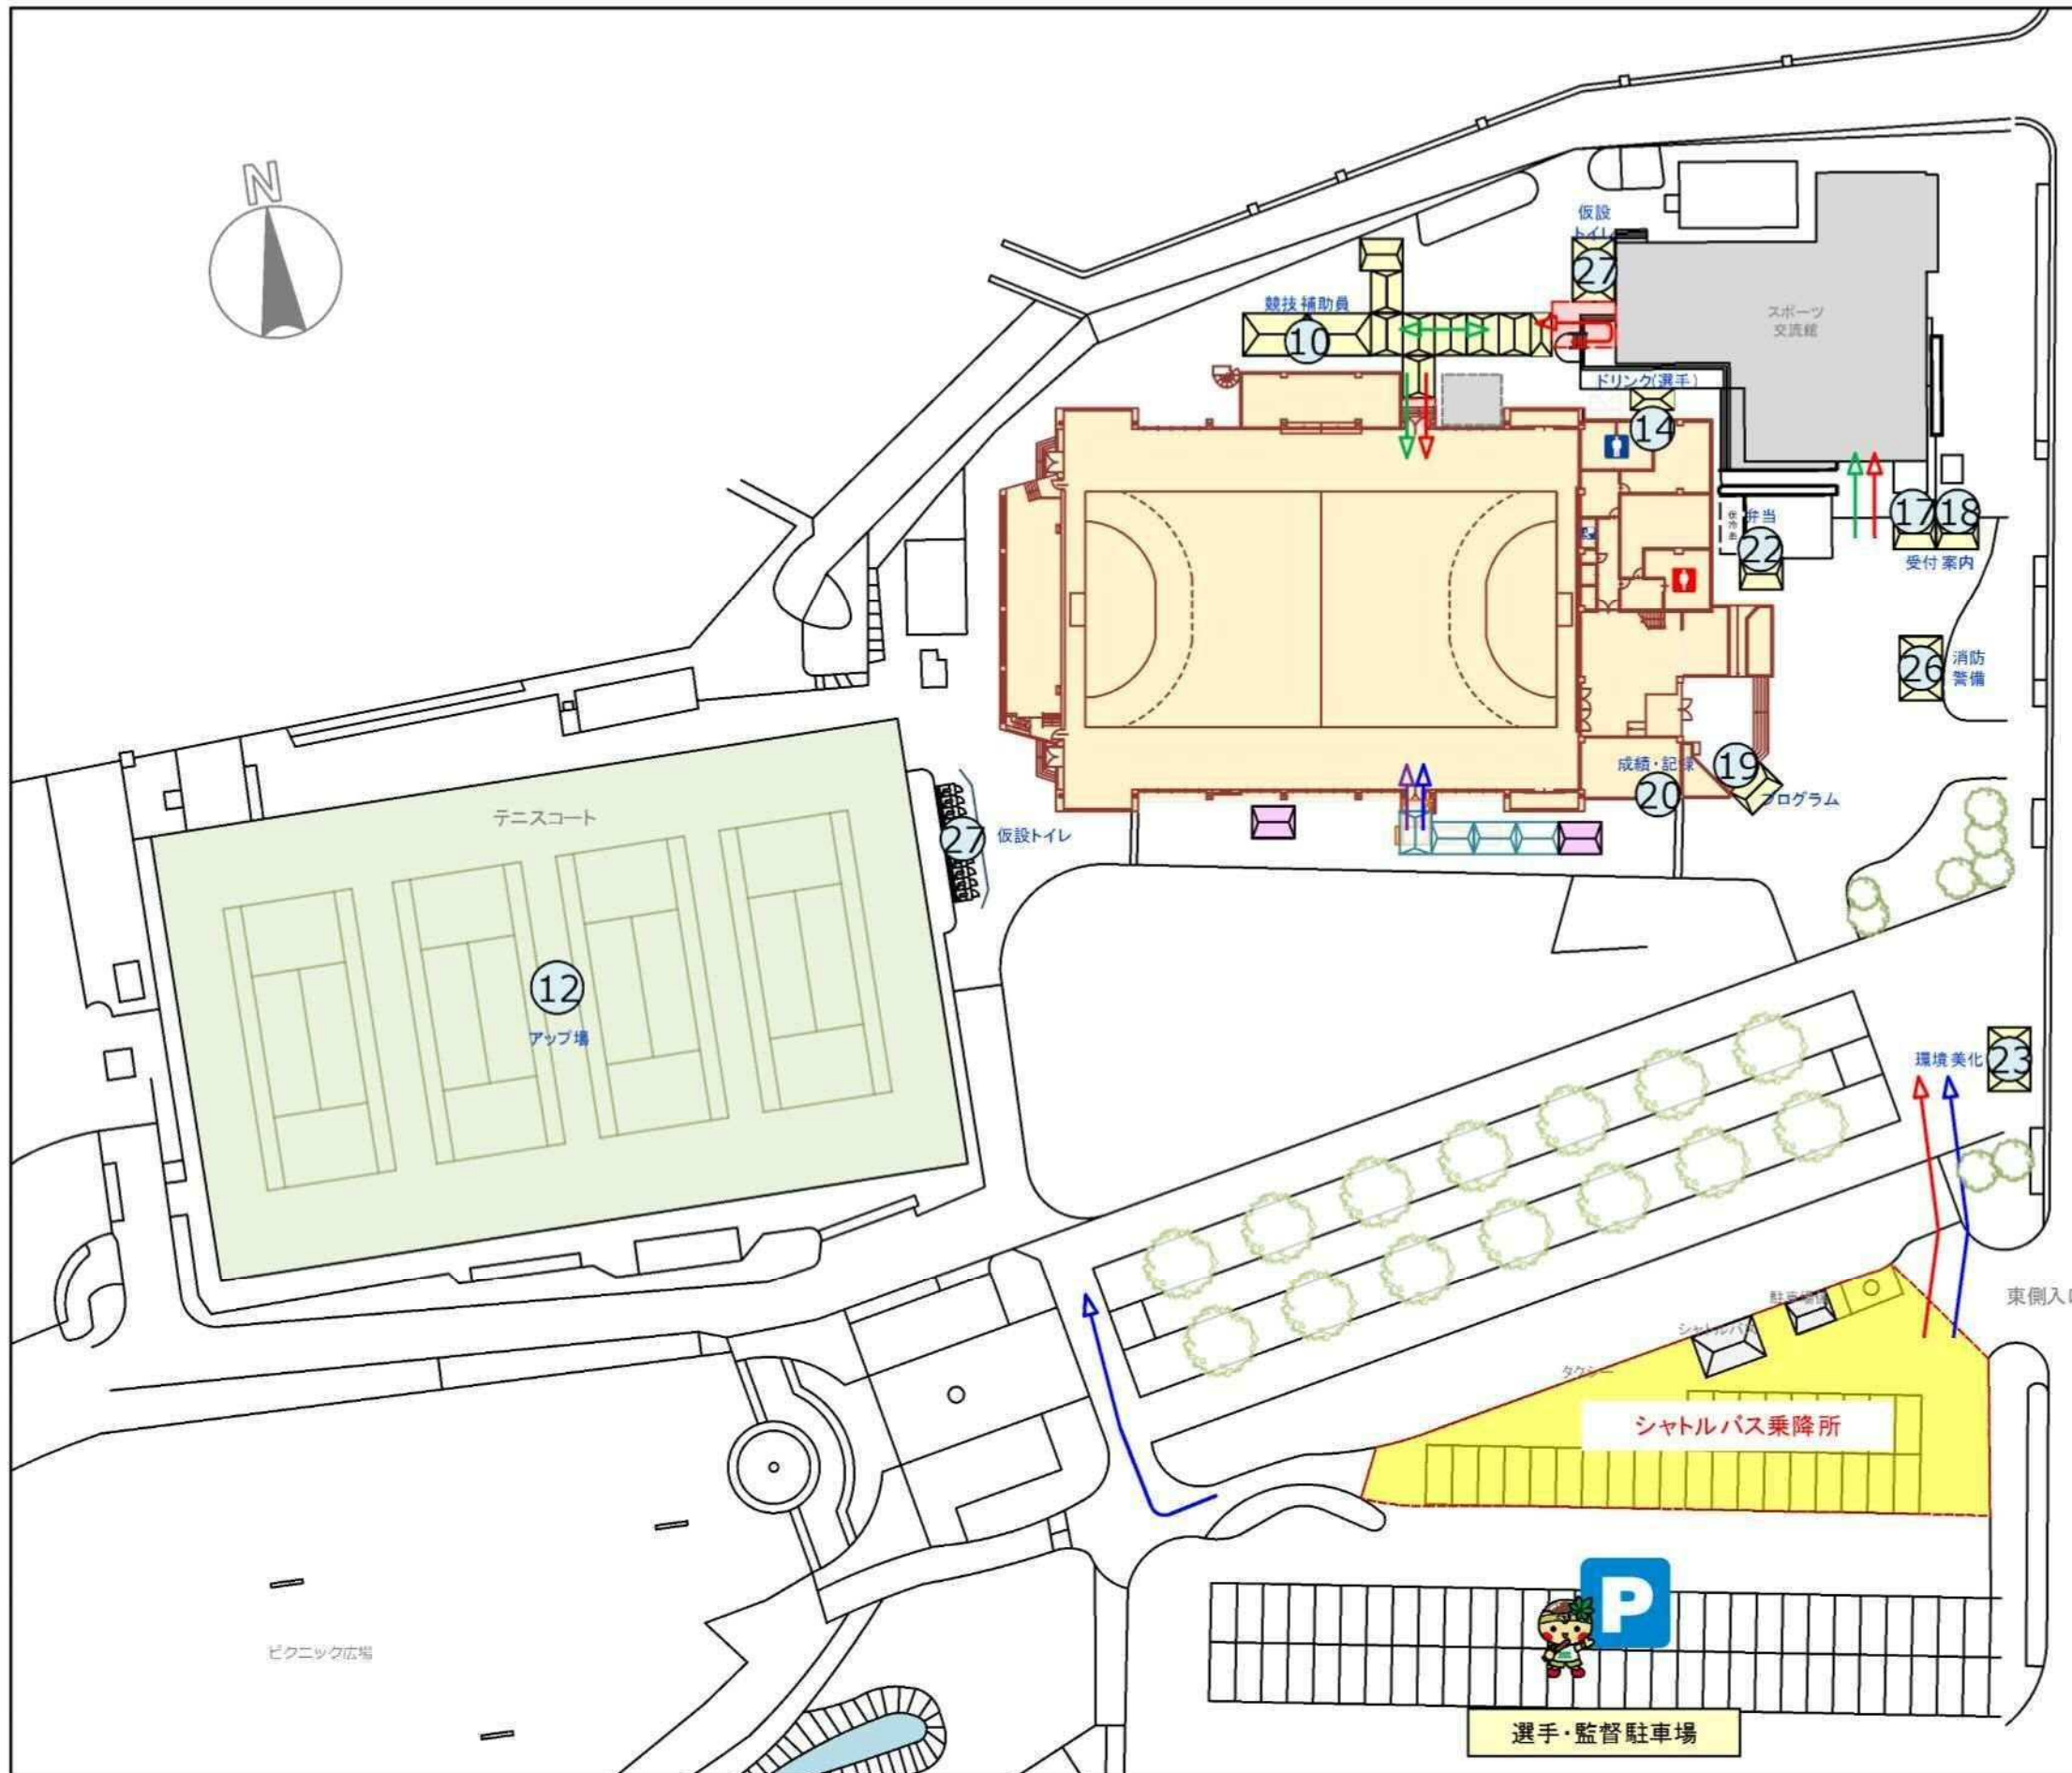 N
仮設
トイレ
27
競技補助員
10
スポーツ
交流館
ドリンク(選手)
14
17
18
受付
案内
弁当
22
26
消防
警備
成績・記録
20
19
プログラム
テニスコート
27
仮設トイレ
12
アップ場
環境美化
23
東側入口
シャトルバス
タクシー
シャトルバス乗降所
P
ピクニック広場
選手・監督駐車場